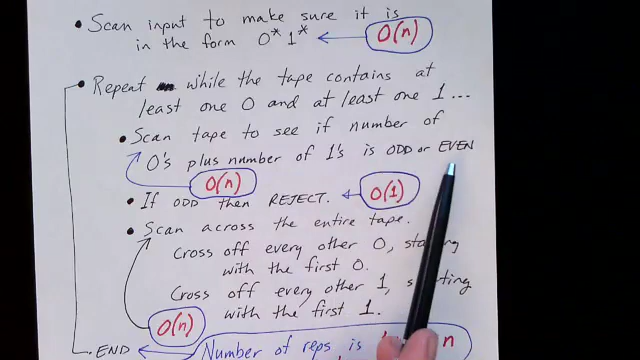 • Scan input to make sure it is
in the form 0*1* O(n)
• Repeat while the tape contains at
least one 0 and at least one 1 ...
• Scan tape to see if number of
0's plus number of 1's is ODD or EVEN
O(n)
• If ODD then REJECT. O(1)
• Scan across the entire tape.
Cross off every other 0,
with the first 0.
Cross off every other 1,
with the first 1.
O(n)
END Number of reps is n